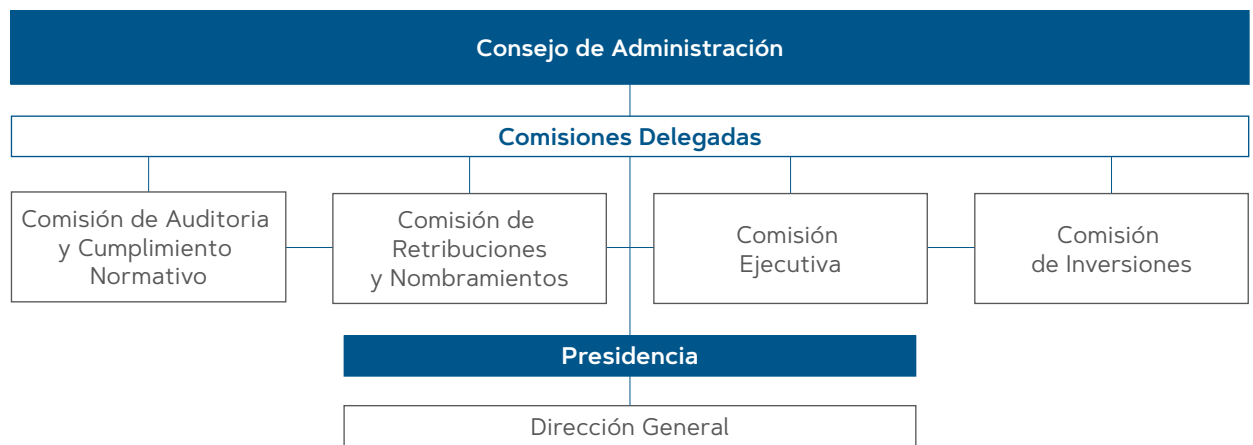 Consejo de Administración
Comisiones Delegadas
Comisión de Auditoria
y Cumplimiento
Normativo
Comisión de
Retribuciones
y Nombramientos
Comisión
Ejecutiva
Comisión
de Inversiones
Presidencia
Dirección General